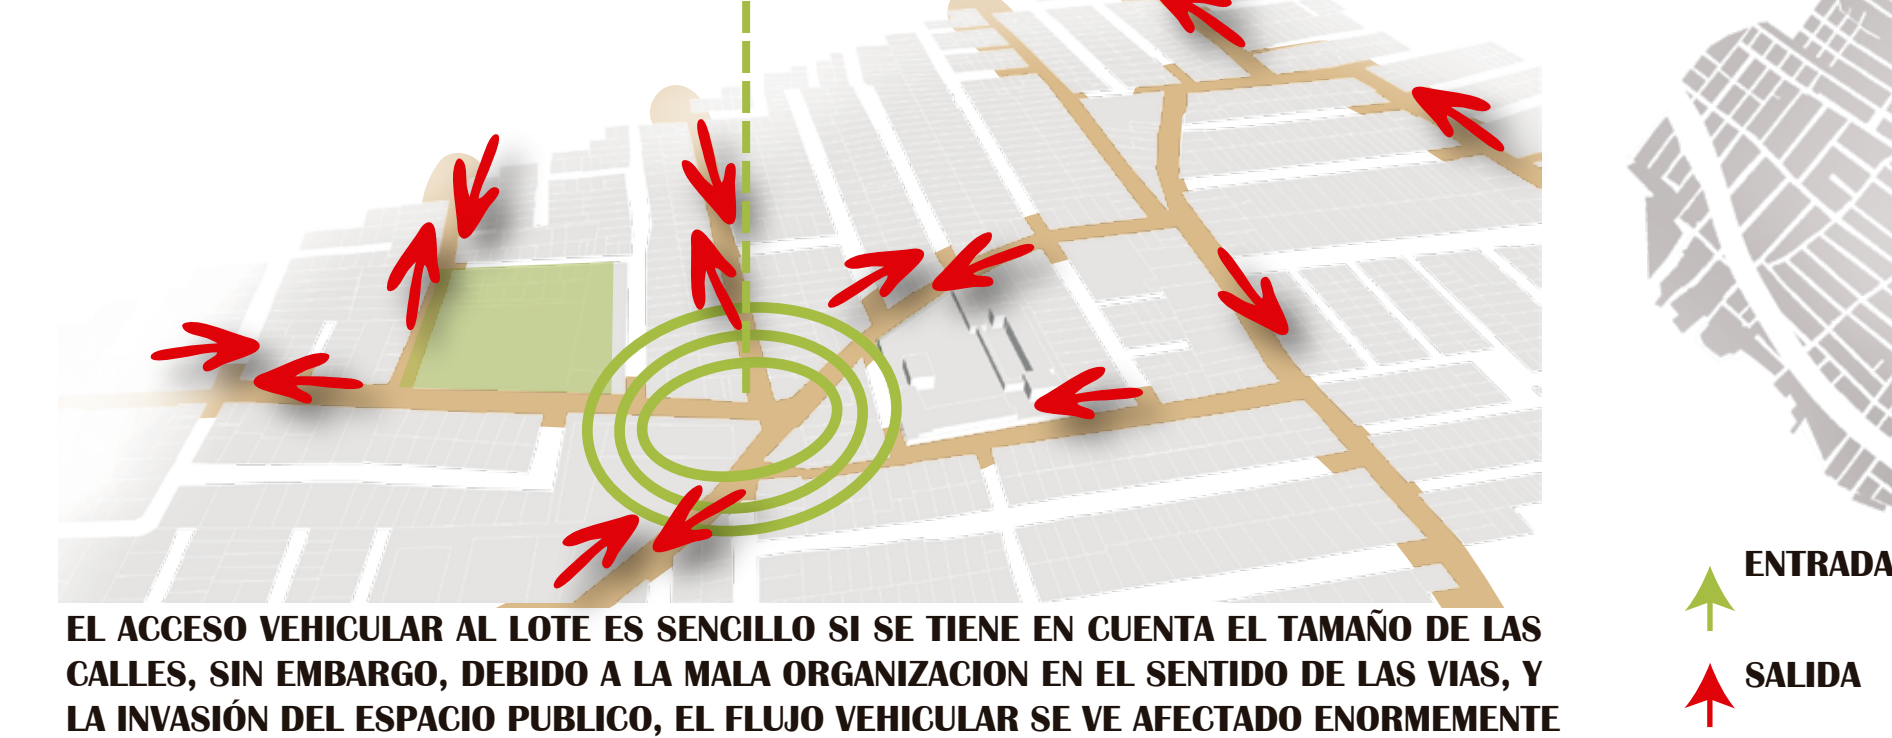 EL ACCESO VEHICULAR AL LOTE ES SENCILLO SI SE TIENE EN CUENTA EL TAMAÑO DE LAS
CALLES, SIN EMBARGO, DEBIDO A LA MALA ORGANIZACION EN EL SENTIDO DE LAS VIAS, Y
LA INVASIÓN DEL ESPACIO PUBLICO, EL FLUJO VEHICULAR SE VE AFECTADO ENORMEMENTE
ENTRADA
SALIDA